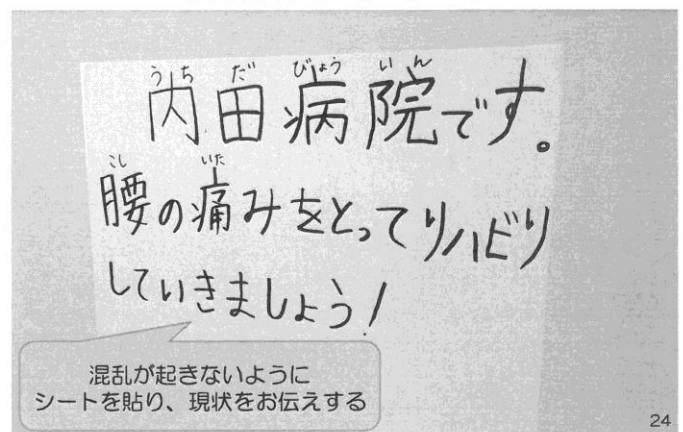 うち だ びょう いん
内田病院です。
こし いた
腰の痛みをとってリハビリ
していきましょう!
混乱が起きないように
シートを貼り、現状をお伝えする
24